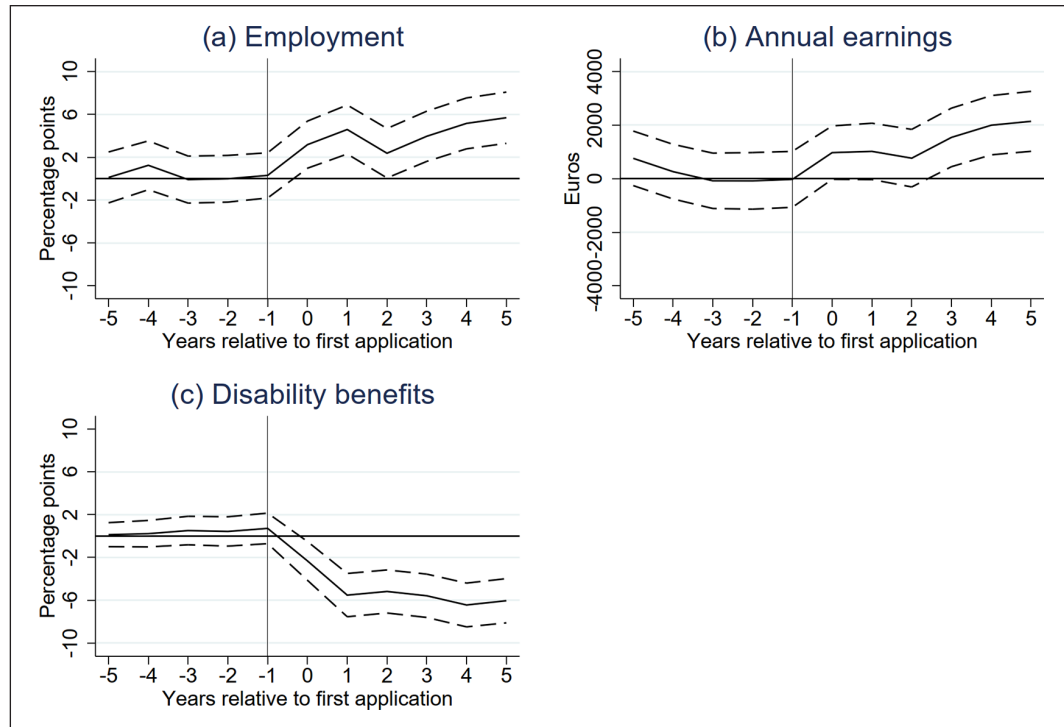 (a) Employment
Percentage points
10
6
2
-2
-6
-10
-5 -4 -3 -2 -1 0 1 2 3 4 5
Years relative to first application
(b) Annual earnings
Euros
4000
2000
0
-2000
-4000
-5 -4 -3 -2 -1 0 1 2 3 4 5
Years relative to first application
(c) Disability benefits
Percentage points
10
6
2
-2
-6
-10
-5 -4 -3 -2 -1 0 1 2 3 4 5
Years relative to first application